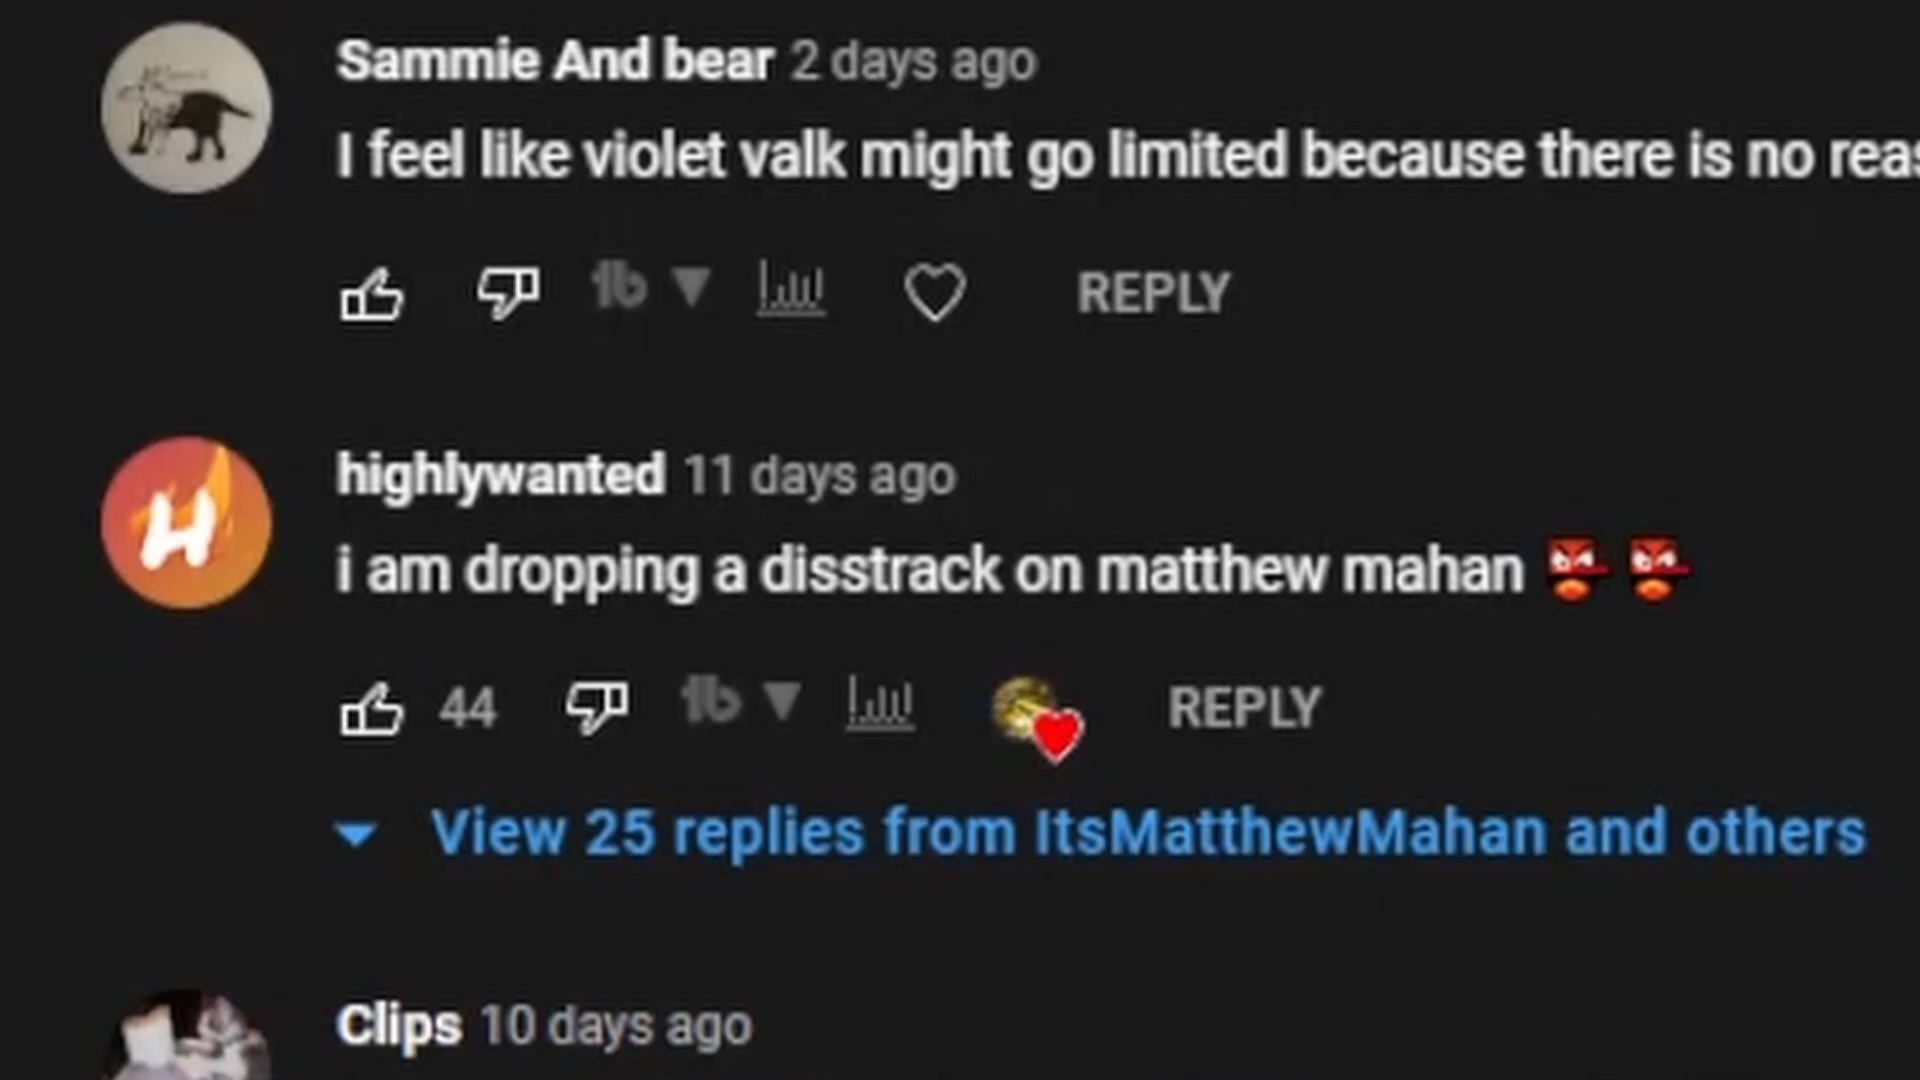 Sammie And bear 2 days ago
I feel like violet valk might go limited because there is no
REPLY
highlywanted 11 days ago
i am dropping a disstrack on matthew mahan
44 REPLY
View 25 replies from ItsMatthewMahan and others
Clips 10 days ago